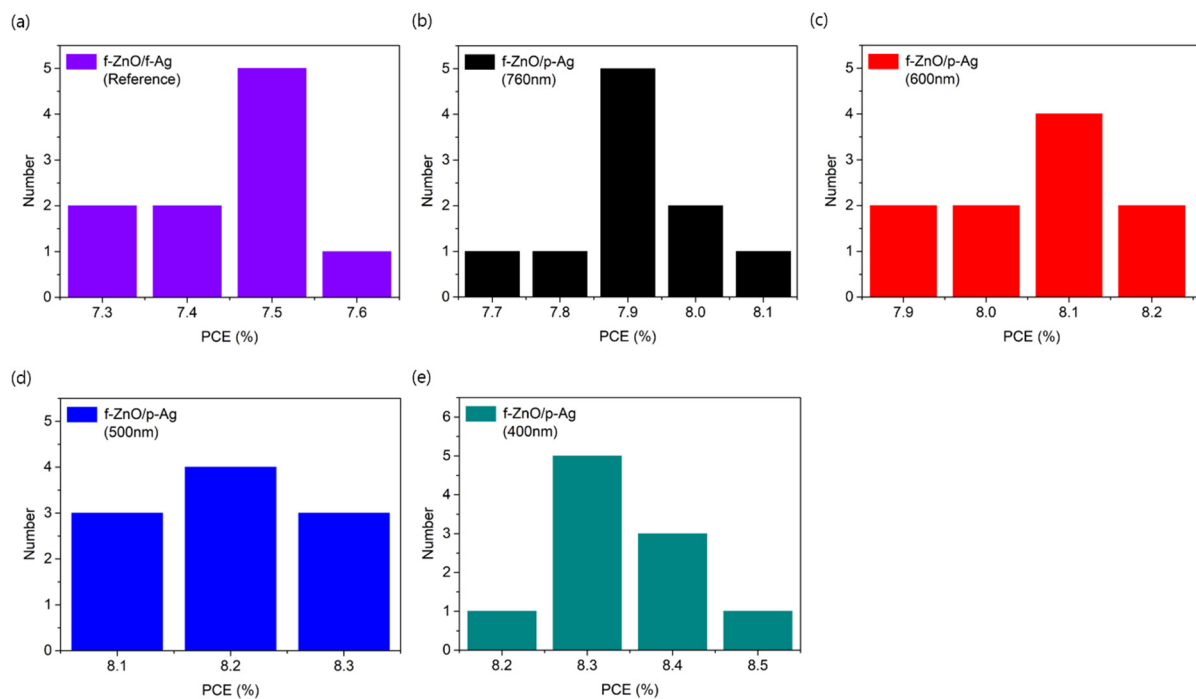 (a)
f-ZnO/f-Ag
(Reference)
5
4
3
2
1
0
Number
7.3 7.4 7.5 7.6
PCE (%)
(b)
f-ZnO/p-Ag
(760nm)
5
4
3
2
1
0
Number
7.7 7.8 7.9 8.0 8.1
PCE (%)
(c)
f-ZnO/p-Ag
(600nm)
5
4
3
2
1
0
Number
7.9 8.0 8.1 8.2
PCE (%)
(d)
f-ZnO/p-Ag
(500nm)
5
4
3
2
1
0
Number
8.1 8.2 8.3
PCE (%)
(e)
f-ZnO/p-Ag
(400nm)
6
5
4
3
2
1
0
Number
8.2 8.3 8.4 8.5
PCE (%)